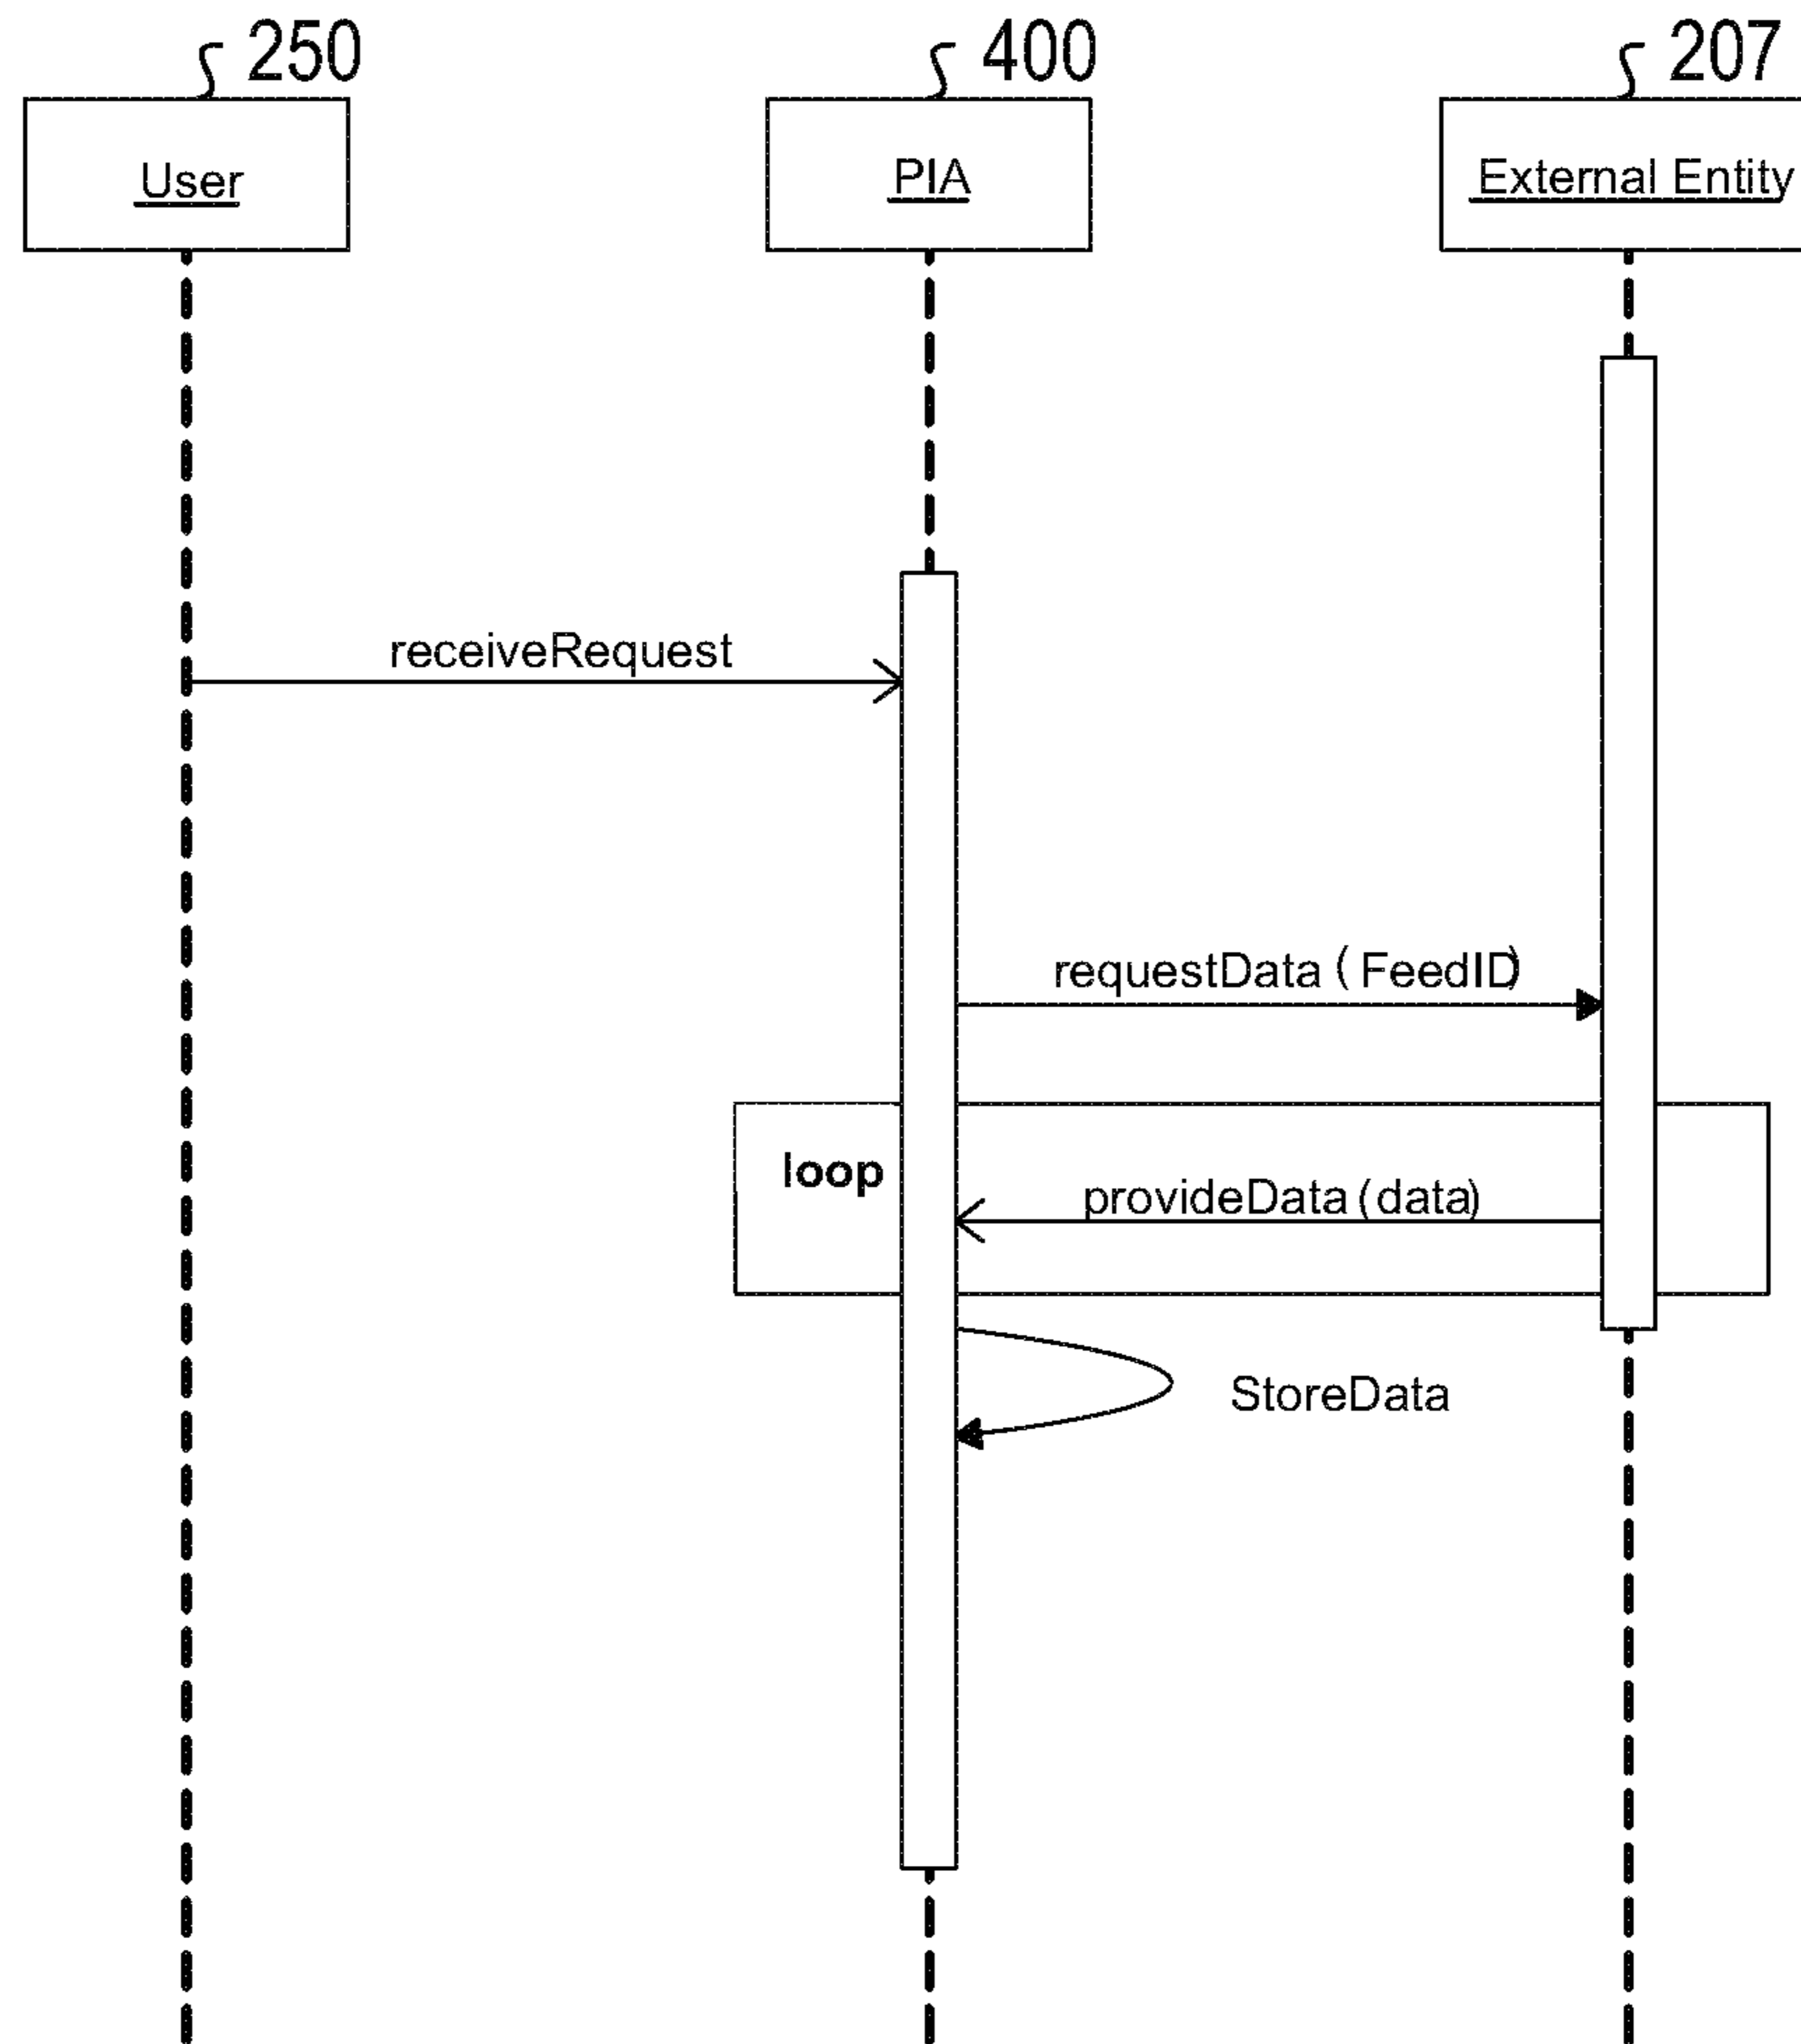 250
400
207
User
PIA
External Entity
receiveRequest
requestData (FeedID)
loop
provideData (data)
StoreData